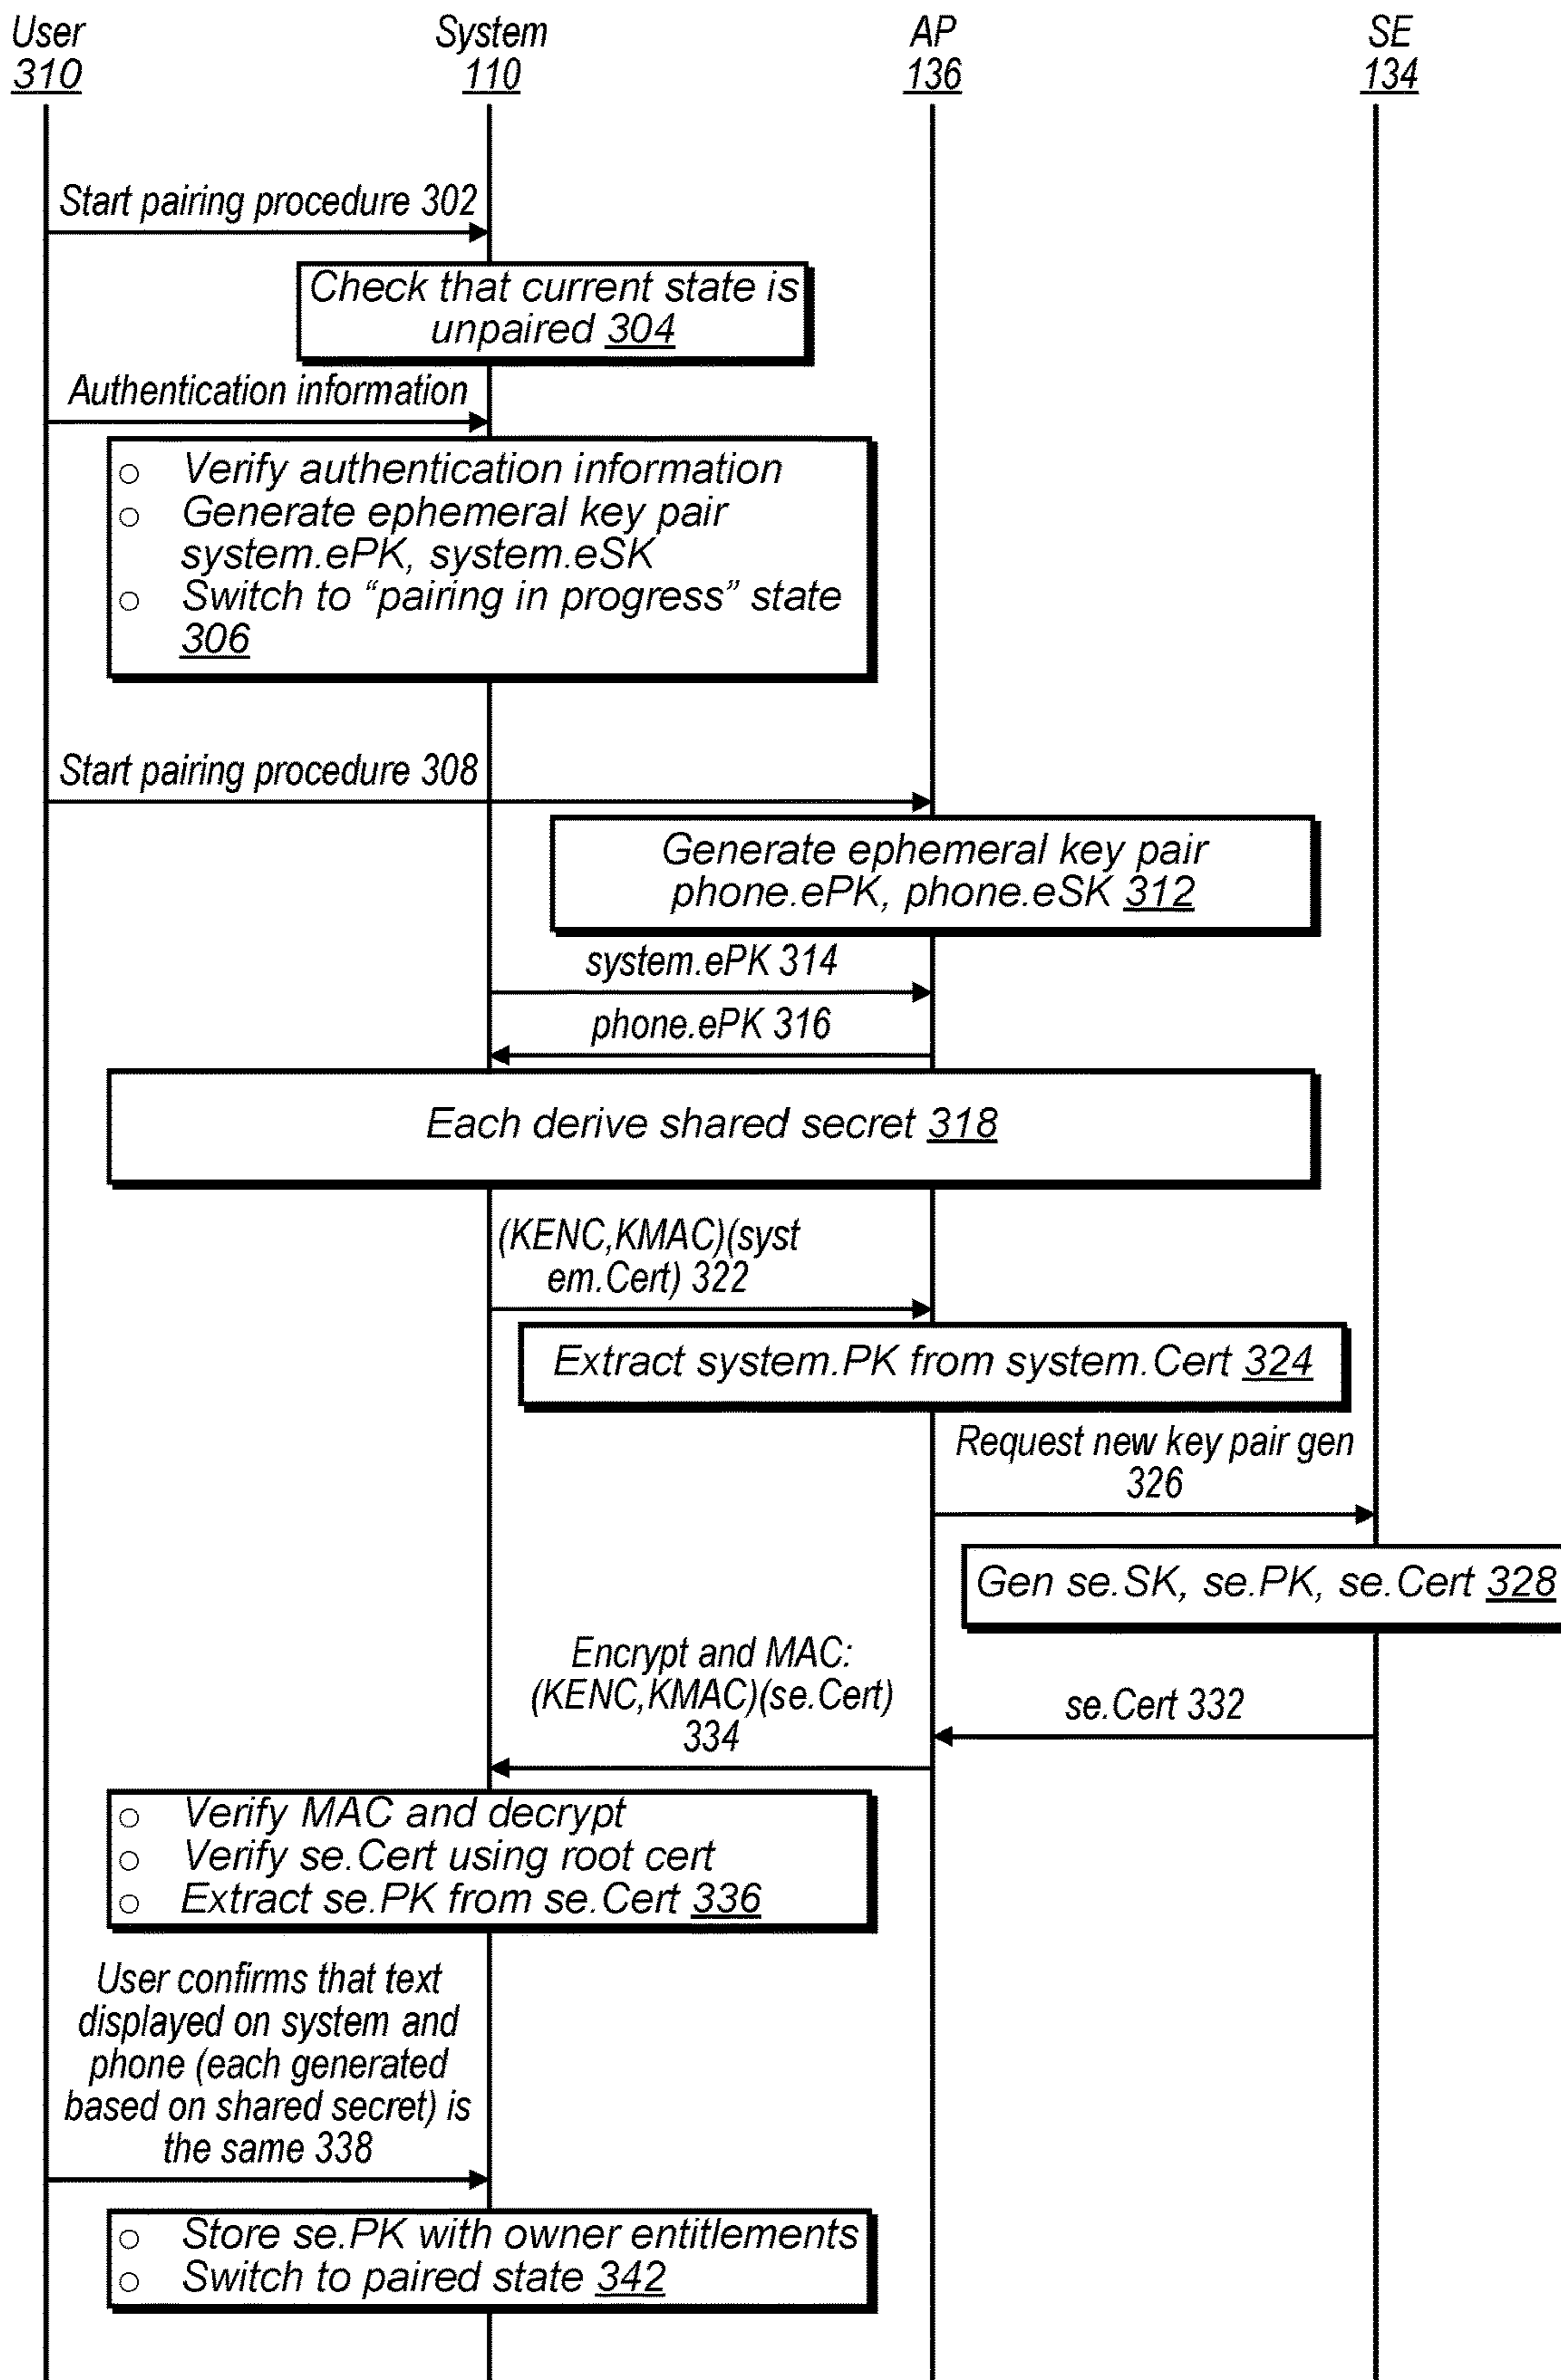 User
310
System
110
AP
136
SE
134
Start pairing procedure 302
Check that current state is
unpaired 304
Authentication information
○ Verify authentication information
○ Generate ephemeral key pair
system.ePK, system.eSK
○ Switch to “pairing in progress” state
306
Start pairing procedure 308
Generate ephemeral key pair
phone.ePK, phone.eSK 312
system.ePK 314
phone.ePK 316
Each derive shared secret 318
(KENC,KMAC)(syst
em.Cert) 322
Extract system.PK from system.Cert 324
Request new key pair gen
326
Gen se.SK, se.PK, se.Cert 328
se.Cert 332
Encrypt and MAC:
(KENC,KMAC)(se.Cert)
334
○ Verify MAC and decrypt
○ Verify se.Cert using root cert
○ Extract se.PK from se.Cert 336
User confirms that text
displayed on system and
phone (each generated
based on shared secret) is
the same 338
○ Store se.PK with owner entitlements
○ Switch to paired state 342